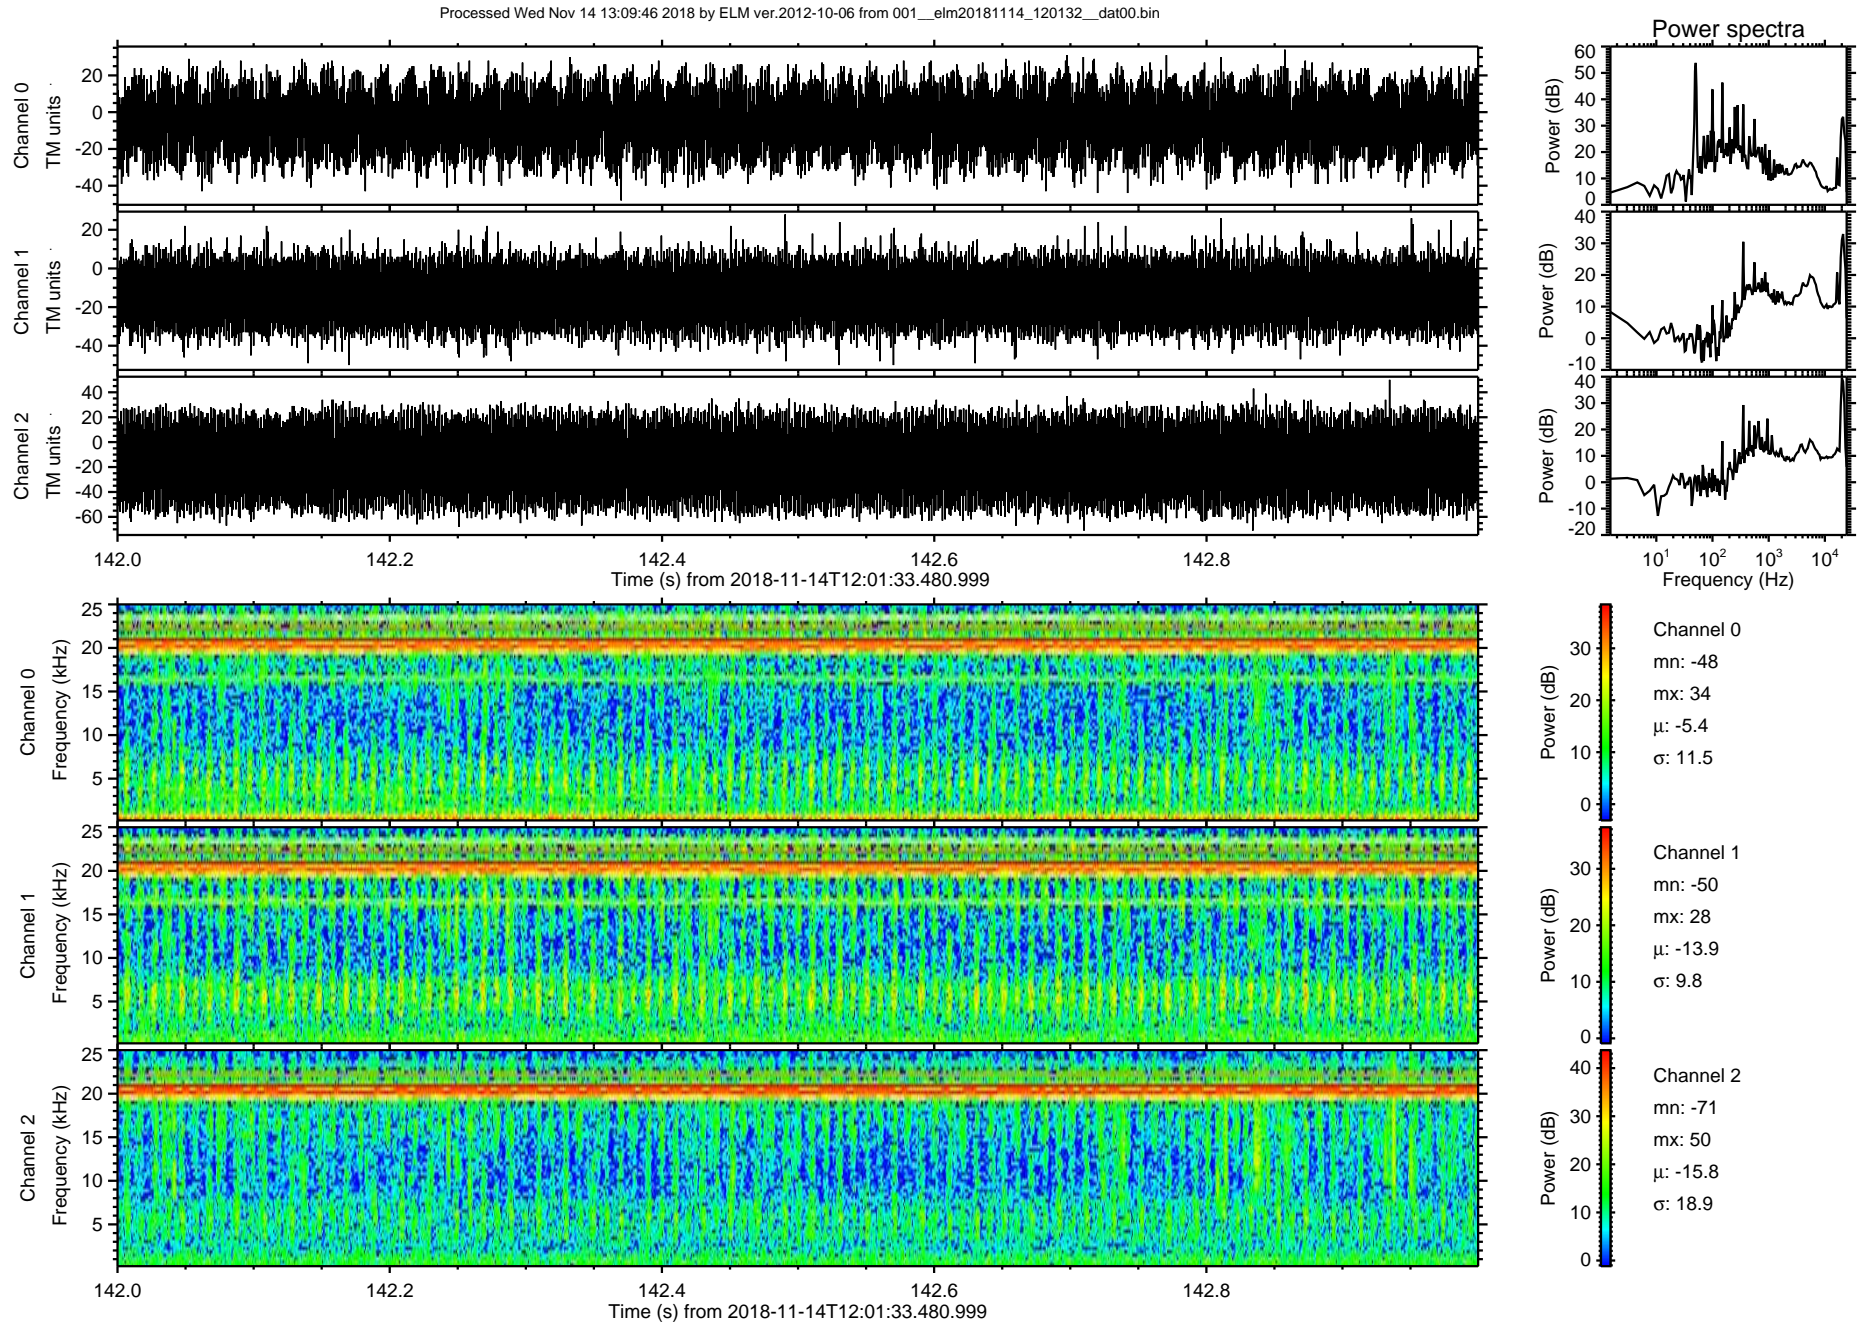 Processed Wed Nov 14 13:09:46 2018 by ELM ver.2012-10-06 from 001__elm20181114_120132__dat00.bin
Power spectra
Channel 0
TM units
20
0
-20
-40
Power (dB)
60
50
40
30
20
10
0
Channel 1
TM units
20
0
-20
-40
Power (dB)
40
30
20
10
0
-10
Channel 2
TM units
40
20
0
-20
-40
-60
Power (dB)
40
30
20
10
0
-10
-20
142.0 142.2 142.4 142.6 142.8
Time (s) from 2018-11-14T12:01:33.480.999
10^1 10^2 10^3 10^4
Frequency (Hz)
Channel 0
Frequency (kHz)
25
20
15
10
5
Power (dB)
30
20
10
0
Channel 0
mn: -48
mx: 34
µ: -5.4
σ: 11.5
Channel 1
Frequency (kHz)
25
20
15
10
5
Power (dB)
30
20
10
0
Channel 1
mn: -50
mx: 28
µ: -13.9
σ: 9.8
Channel 2
Frequency (kHz)
25
20
15
10
5
Power (dB)
40
30
20
10
0
Channel 2
mn: -71
mx: 50
µ: -15.8
σ: 18.9
142.0 142.2 142.4 142.6 142.8
Time (s) from 2018-11-14T12:01:33.480.999